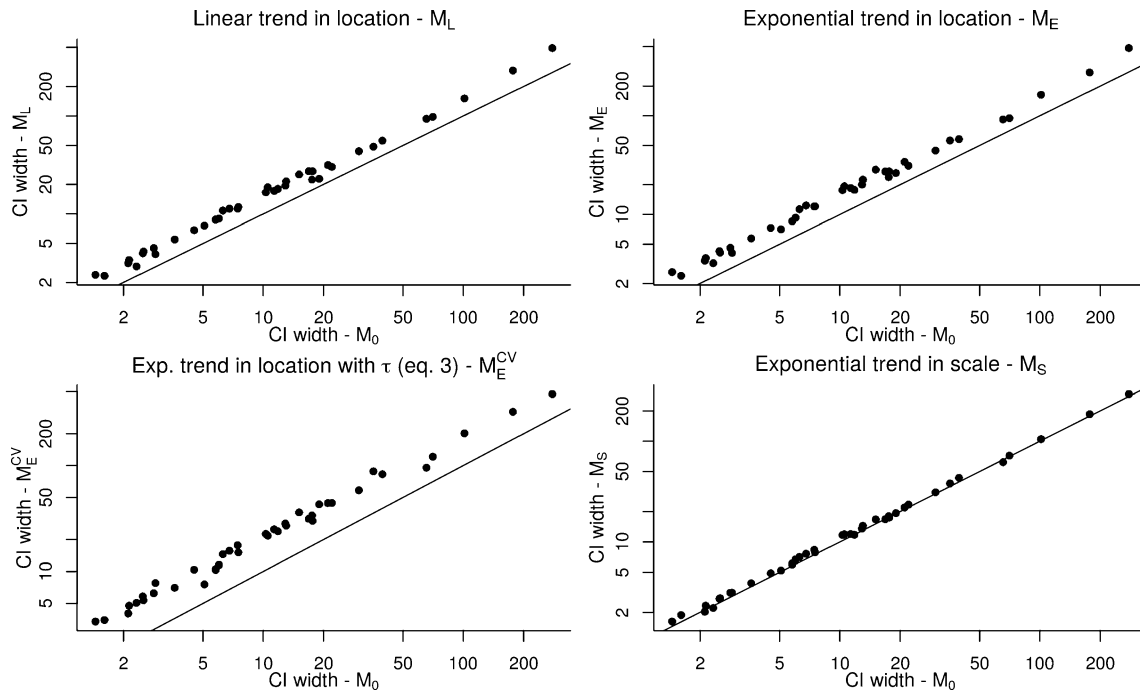 Linear trend in location - M_L
CI width - M_L
200
50
20
5
2
2 5 10 20 50 100 200
CI width - M_0
Exponential trend in location - M_E
CI width - M_E
200
50
20
10
5
2
2 5 10 20 50 100 200
CI width - M_0
Exp. trend in location with τ (eq. 3) - M_E^CV
CI width - M_E^CV
200
50
10
5
2 5 10 20 50 100 200
CI width - M_0
Exponential trend in scale - M_S
CI width - M_S
200
50
20
10
5
2
2 5 10 20 50 100 200
CI width - M_0